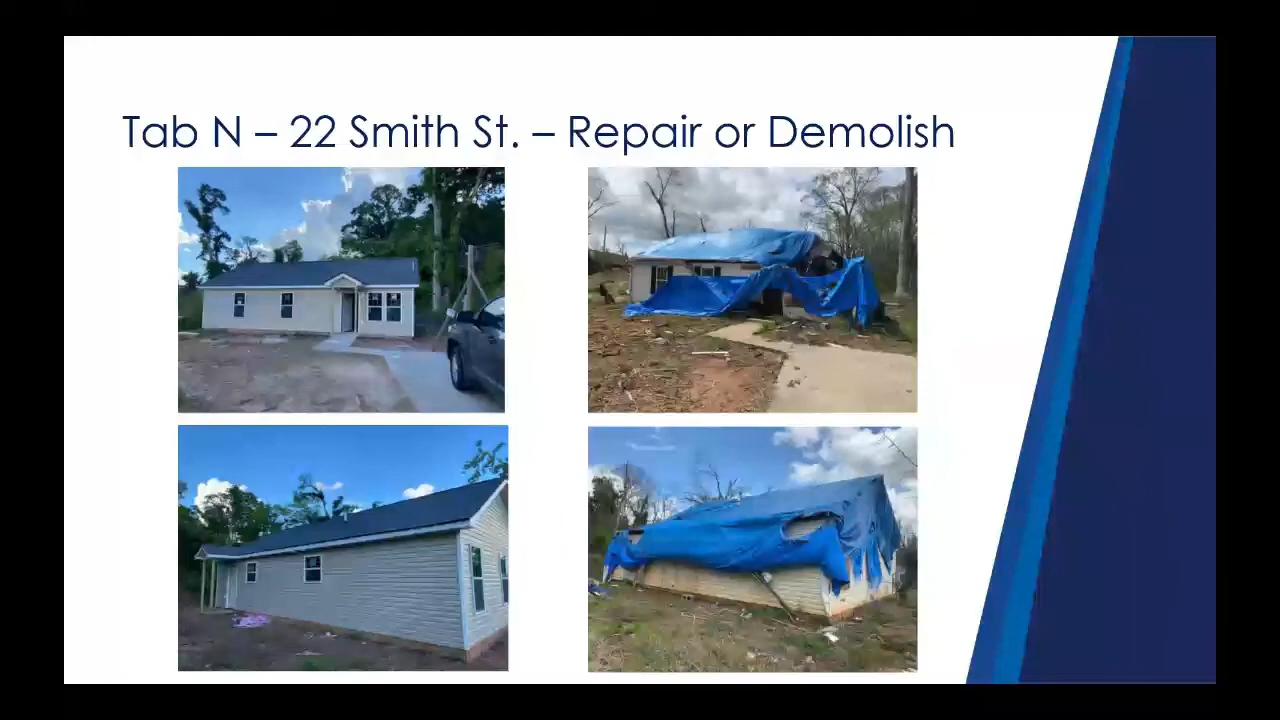 Tab N – 22 Smith St. – Repair or Demolish